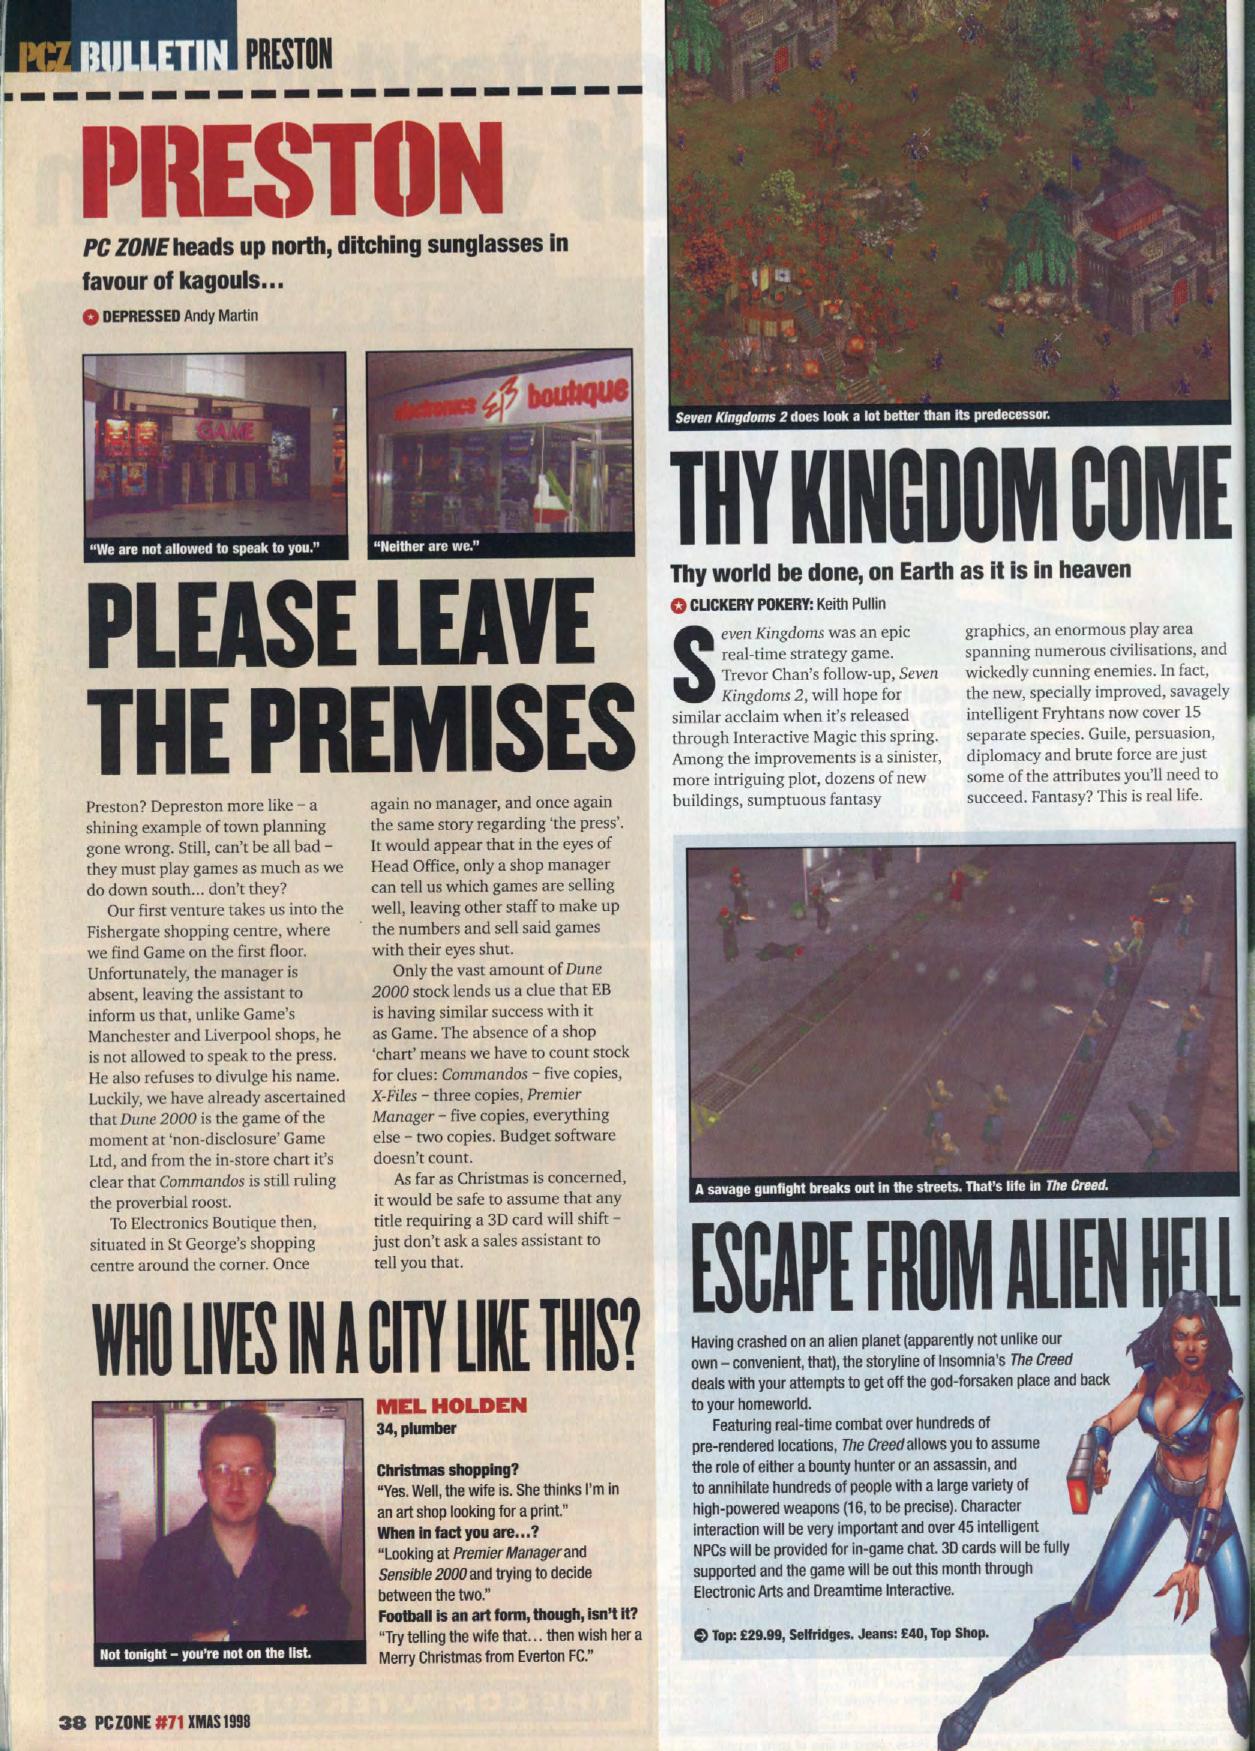 PCZ BULLETIN PRESTON
PRESTON
PC ZONE heads up north, ditching sunglasses in
favour of kagouls...
DEPRESSED Andy Martin
GAME
electronics EB boutique
"We are not allowed to speak to you."
"Neither are we."
PLEASE LEAVE
THE PREMISES
Preston? Depreston more like – a
shining example of town planning
gone wrong. Still, can't be all bad –
they must play games as much as we
do down south... don't they?
Our first venture takes us into the
Fishergate shopping centre, where
we find Game on the first floor.
Unfortunately, the manager is
absent, leaving the assistant to
inform us that, unlike Game's
Manchester and Liverpool shops, he
is not allowed to speak to the press.
He also refuses to divulge his name.
Luckily, we have already ascertained
that Dune 2000 is the game of the
moment at 'non-disclosure' Game
Ltd, and from the in-store chart it's
clear that Commandos is still ruling
the proverbial roost.
To Electronics Boutique then,
situated in St George's shopping
centre around the corner. Once
again no manager, and once again
the same story regarding 'the press'.
It would appear that in the eyes of
Head Office, only a shop manager
can tell us which games are selling
well, leaving other staff to make up
the numbers and sell said games
with their eyes shut.
Only the vast amount of Dune
2000 stock lends us a clue that EB
is having similar success with it
as Game. The absence of a shop
'chart' means we have to count stock
for clues: Commandos – five copies,
X-Files – three copies, Premier
Manager – five copies, everything
else – two copies. Budget software
doesn't count.
As far as Christmas is concerned,
it would be safe to assume that any
title requiring a 3D card will shift –
just don't ask a sales assistant to
tell you that.
WHO LIVES IN A CITY LIKE THIS?
Not tonight – you're not on the list.
MEL HOLDEN
34, plumber
Christmas shopping?
"Yes. Well, the wife is. She thinks I'm in
an art shop looking for a print."
When in fact you are...?
"Looking at Premier Manager and
Sensible 2000 and trying to decide
between the two."
Football is an art form, though, isn't it?
"Try telling the wife that... then wish her a
Merry Christmas from Everton FC."
Seven Kingdoms 2 does look a lot better than its predecessor.
THY KINGDOM COME
Thy world be done, on Earth as it is in heaven
CLICKERY POKERY: Keith Pullin
Seven Kingdoms was an epic
real-time strategy game.
Trevor Chan's follow-up, Seven
Kingdoms 2, will hope for
similar acclaim when it's released
through Interactive Magic this spring.
Among the improvements is a sinister,
more intriguing plot, dozens of new
buildings, sumptuous fantasy
graphics, an enormous play area
spanning numerous civilisations, and
wickedly cunning enemies. In fact,
the new, specially improved, savagely
intelligent Fryhtans now cover 15
separate species. Guile, persuasion,
diplomacy and brute force are just
some of the attributes you'll need to
succeed. Fantasy? This is real life.
A savage gunfight breaks out in the streets. That's life in The Creed.
ESCAPE FROM ALIEN HELL
Having crashed on an alien planet (apparently not unlike our
own – convenient, that), the storyline of Insomnia's The Creed
deals with your attempts to get off the god-forsaken place and back
to your homeworld.
Featuring real-time combat over hundreds of
pre-rendered locations, The Creed allows you to assume
the role of either a bounty hunter or an assassin, and
to annihilate hundreds of people with a large variety of
high-powered weapons (16, to be precise). Character
interaction will be very important and over 45 intelligent
NPCs will be provided for in-game chat. 3D cards will be fully
supported and the game will be out this month through
Electronic Arts and Dreamtime Interactive.
Top: £29.99, Selfridges. Jeans: £40, Top Shop.
38 PC ZONE #71 XMAS 1998